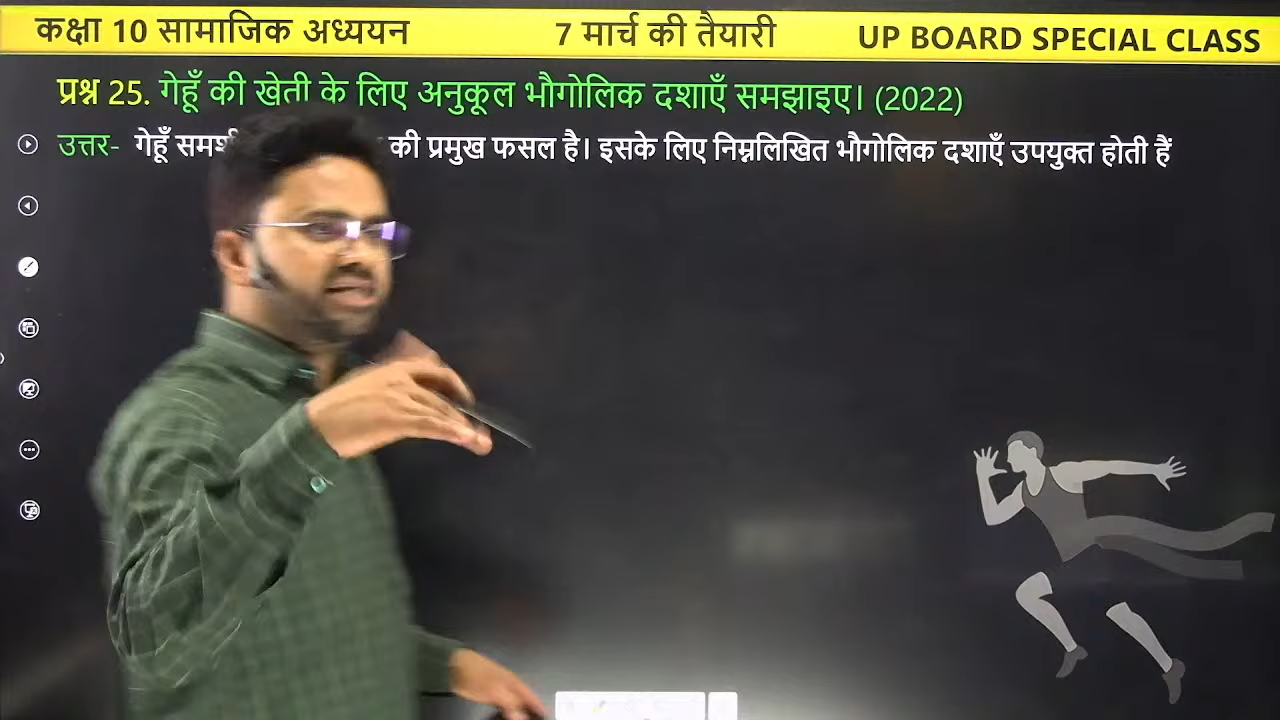 कक्षा 10 सामाजिक अध्ययन 7 मार्च की तैयारी UP BOARD SPECIAL CLASS
प्रश्न 25. गेहूँ की खेती के लिए अनुकूल भौगोलिक दशाएँ समझाइए। (2022)
उत्तर- गेहूँ की प्रमुख फसल है। इसके लिए निम्नलिखित भौगोलिक दशाएँ उपयुक्त होती हैं